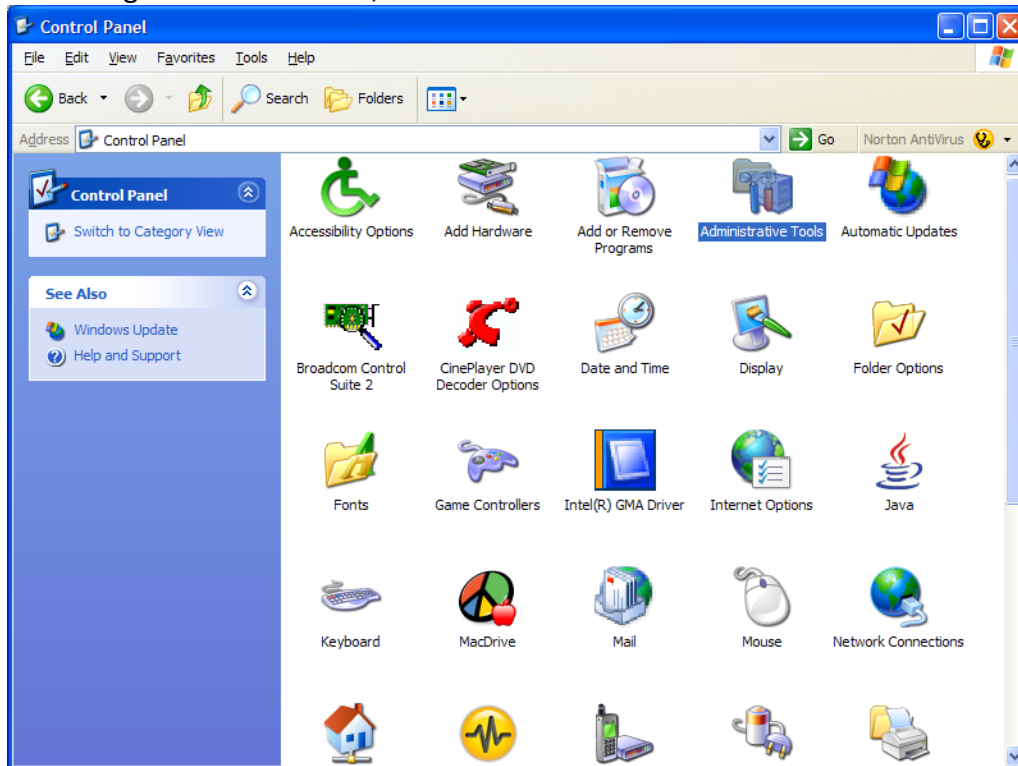 Control Panel
File Edit View Favorites Tools Help
Back Search Folders
Address Control Panel Go Norton AntiVirus
Control Panel
Switch to Category View
See Also
Windows Update
Help and Support
Accessibility Options Add Hardware Add or Remove Administrative Tools Automatic Updates
Programs
Broadcom Control CinePlayer DVD Date and Time Display Folder Options
Suite 2 Decoder Options
Fonts Game Controllers Intel(R) GMA Driver Internet Options Java
Keyboard MacDrive Mail Mouse Network Connections